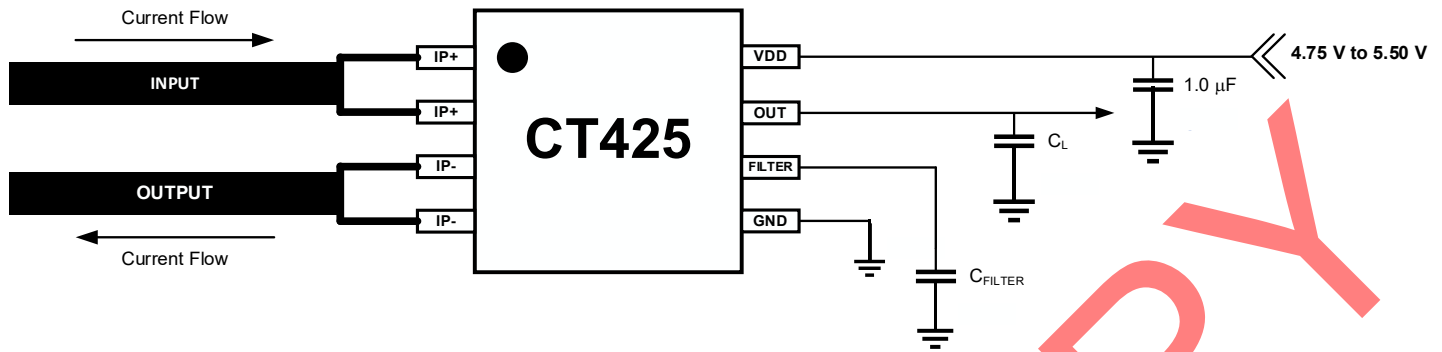 Current Flow
INPUT
OUTPUT
Current Flow
IP+
IP+
IP-
IP-
CT425
VDD
OUT
FILTER
GND
4.75 V to 5.50 V
1.0 μF
CL
CFILTER
R Y